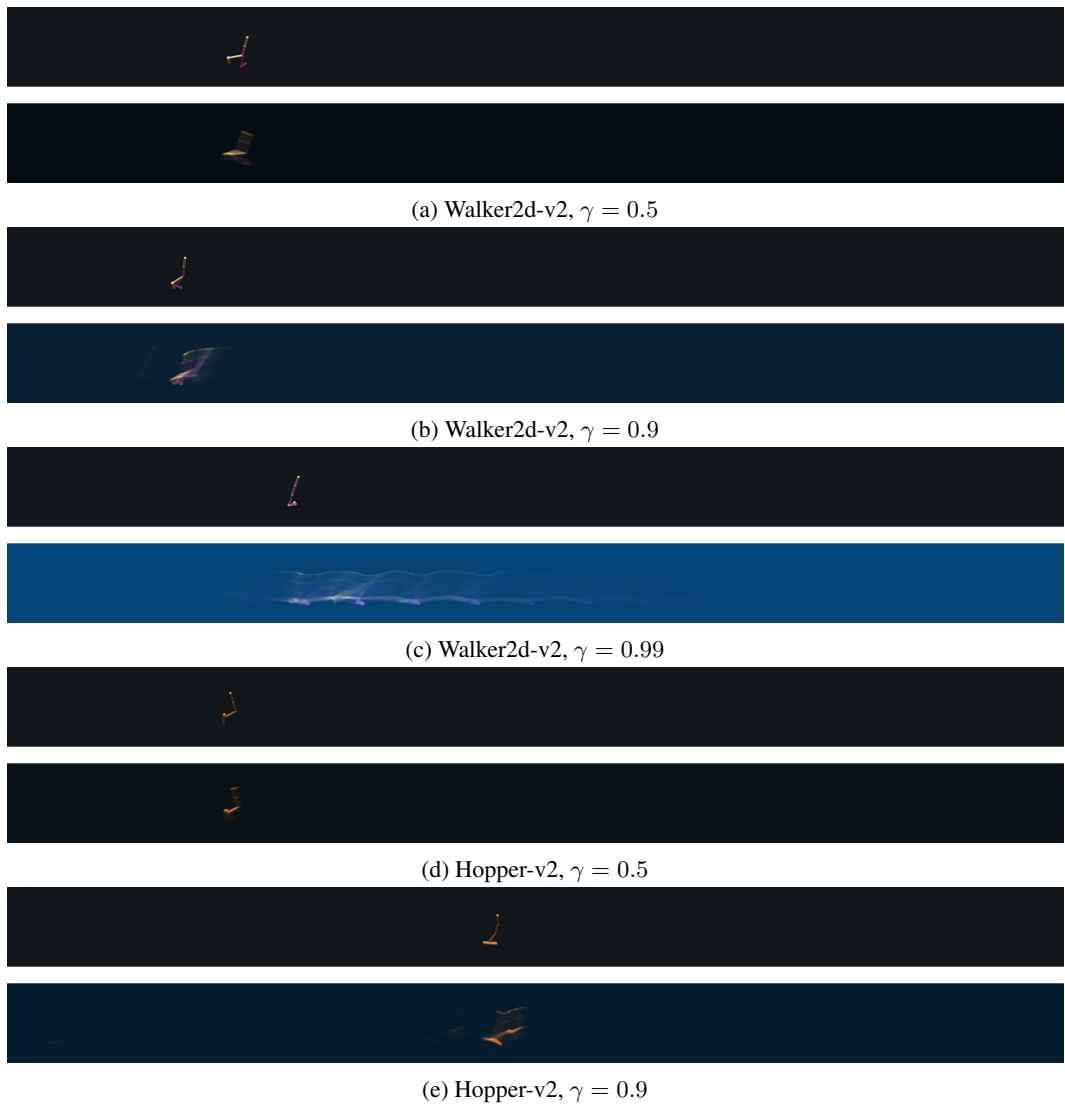 (a) Walker2d-v2, γ = 0.5
(b) Walker2d-v2, γ = 0.9
(c) Walker2d-v2, γ = 0.99
(d) Hopper-v2, γ = 0.5
(e) Hopper-v2, γ = 0.9